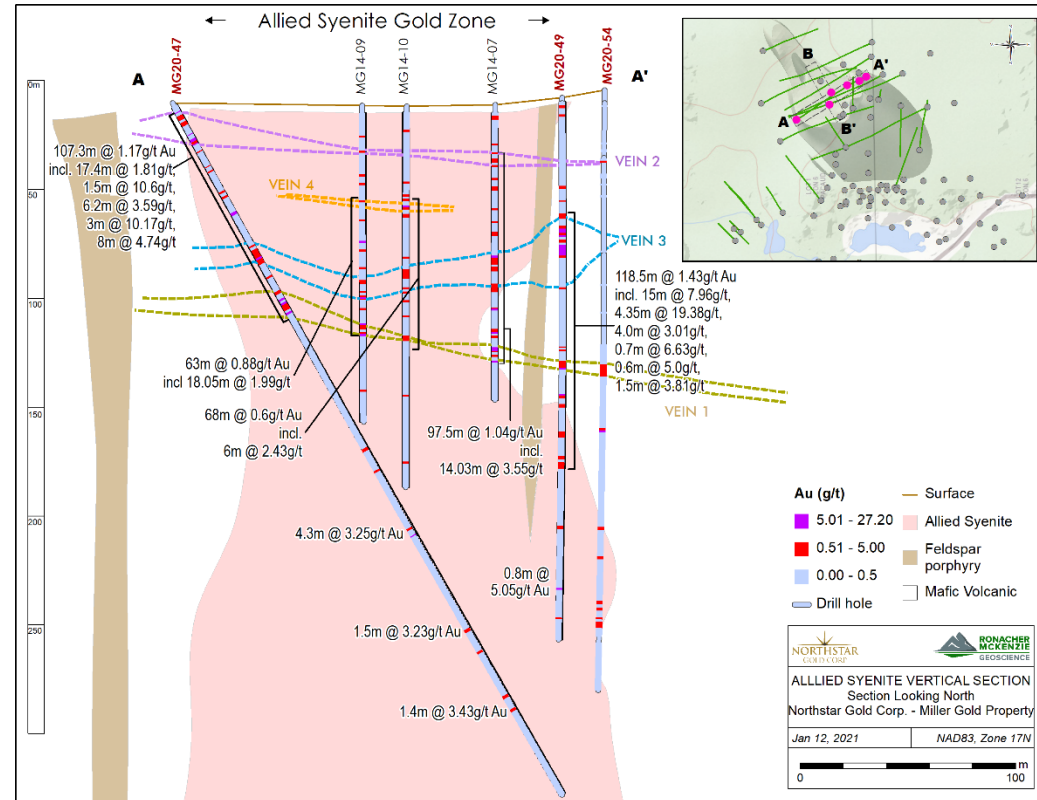 ← Allied Syenite Gold Zone →
MG20-47
MG14-09
MG14-10
MG14-07
MG20-49
MG20-54
A
A'
0m
50
100
150
200
250
107.3m @ 1.17g/t Au
incl. 17.4m @ 1.81g/t,
1.5m @ 10.6g/t,
6.2m @ 3.59g/t,
3m @ 10.17g/t,
8m @ 4.74g/t
VEIN 2
VEIN 4
VEIN 3
118.5m @ 1.43g/t Au
incl. 15m @ 7.96g/t,
4.35m @ 19.38g/t,
4.0m @ 3.01g/t,
0.7m @ 6.63g/t,
0.6m @ 5.0g/t,
1.5m @ 3.81g/t
VEIN 1
63m @ 0.88g/t Au
incl 18.05m @ 1.99g/t
68m @ 0.6g/t Au
incl.
6m @ 2.43g/t
97.5m @ 1.04g/t Au
incl.
14.03m @ 3.55g/t
4.3m @ 3.25g/t Au
0.8m @
5.05g/t Au
1.5m @ 3.23g/t Au
1.4m @ 3.43g/t Au
B
A'
A
B'
Au (g/t)
5.01 - 27.20
0.51 - 5.00
0.00 - 0.5
Drill hole
Surface
Allied Syenite
Feldspar
porphyry
Mafic Volcanic
NORTHSTAR
GOLD CORP.
RONACHER
MCKENZIE
GEOSCIENCE
ALLLIED SYENITE VERTICAL SECTION
Section Looking North
Northstar Gold Corp. - Miller Gold Property
Jan 12, 2021
NAD83, Zone 17N
m
0
100